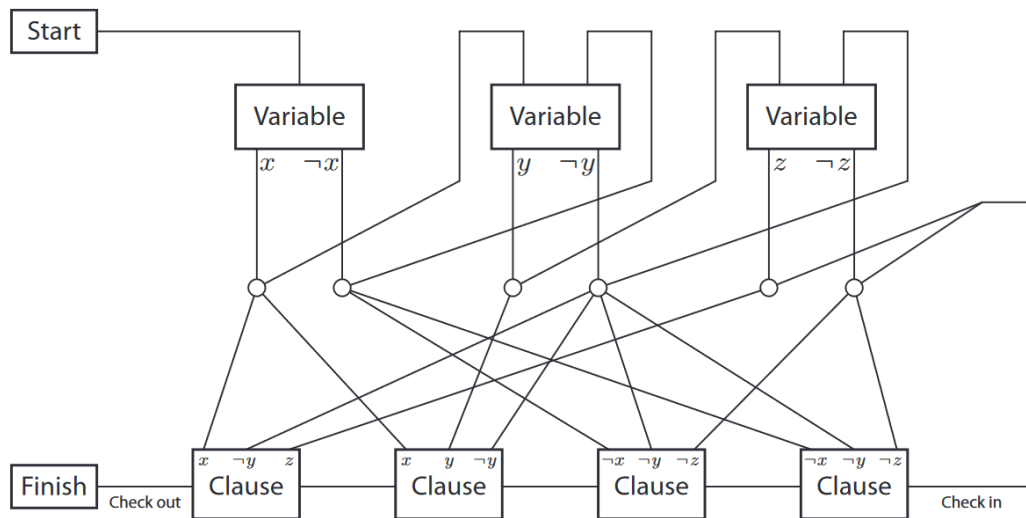 Start
Variable Variable Variable
x ¬x y ¬y z ¬z
x ¬y z x y ¬y ¬x ¬y ¬z ¬x ¬y ¬z
Finish Clause Clause Clause Clause
Check out Check in